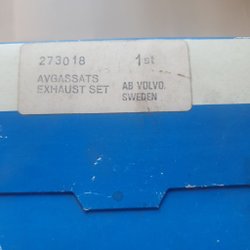 273018 1st
AVGASSATS
EXHAUST SET AB VOLVO,
SWEDEN